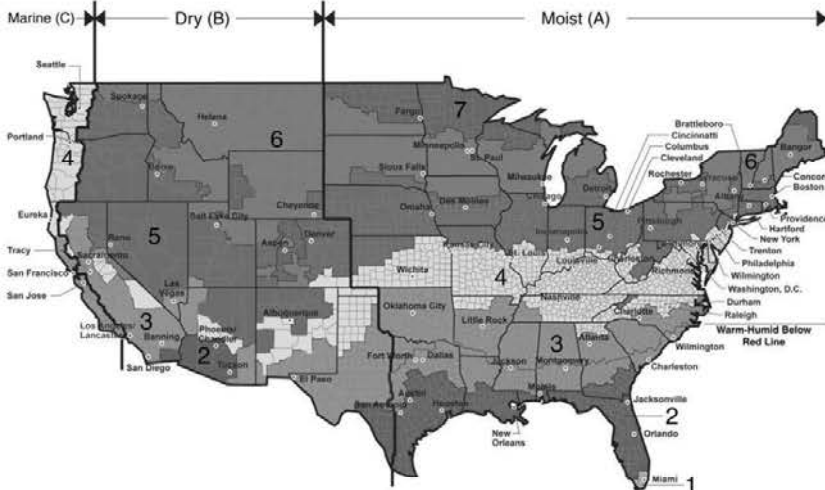 Marine (C)
Dry (B)
Moist (A)
Seattle
Spokane
Helena
Fargo
7
Brattleboro
Cincinnatti
Columbus
Cleveland
Portland
4
6
Minneapolis
St. Paul
Rochester
Syracuse
6
Bangor
Boise
Sioux Falls
Milwaukee
Detroit
Albany
Concord
Boston
Eureka
Cheyenne
Chicago
Providence
Hartford
Salt Lake City
Omaha
Des Moines
5
Pittsburgh
New York
Reno
5
Aspen
Denver
Indianapolis
Trenton
Tracy
Sacramento
Kansas City
St. Louis
Louisville
Charleston
Philadelphia
San Francisco
Wichita
4
Richmond
Wilmington
San Jose
Las
Vegas
Washington, D.C.
Nashville
Durham
Albuquerque
Oklahoma City
Raleigh
Los Angeles/
Lancaster
3
Banning
Phoenix/
Chandler
Little Rock
Charlotte
Warm-Humid Below
Red Line
2
Atlanta
3
Wilmington
San Diego
Tucson
El Paso
Fort Worth
Dallas
Jackson
Montgomery
Charleston
Austin
Mobile
Jacksonville
San Antonio
Houston
2
New
Orleans
Orlando
Miami
1